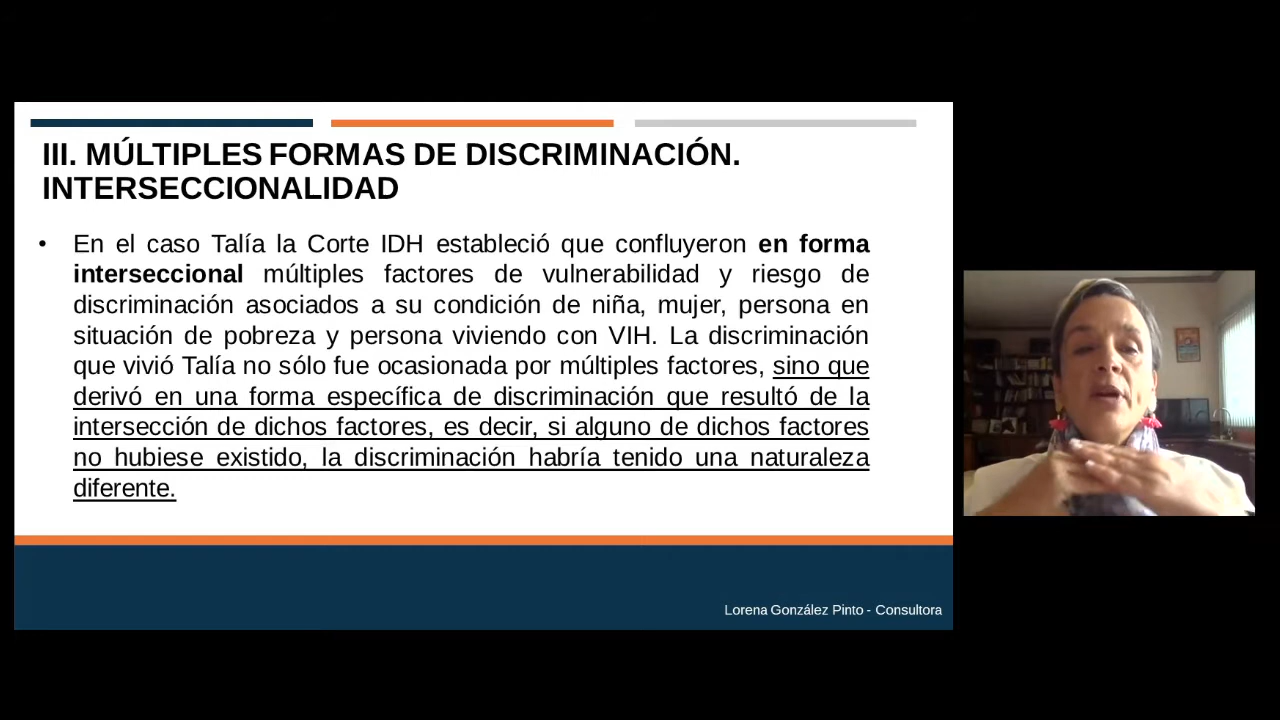 III. MÚLTIPLES FORMAS DE DISCRIMINACIÓN.
INTERSECCIONALIDAD
• En el caso Talía la Corte IDH estableció que confluyeron en forma
interseccional múltiples factores de vulnerabilidad y riesgo de
discriminación asociados a su condición de niña, mujer, persona en
situación de pobreza y persona viviendo con VIH. La discriminación
que vivió Talía no sólo fue ocasionada por múltiples factores, sino que
derivó en una forma específica de discriminación que resultó de la
intersección de dichos factores, es decir, si alguno de dichos factores
no hubiese existido, la discriminación habría tenido una naturaleza
diferente.
Lorena González Pinto - Consultora